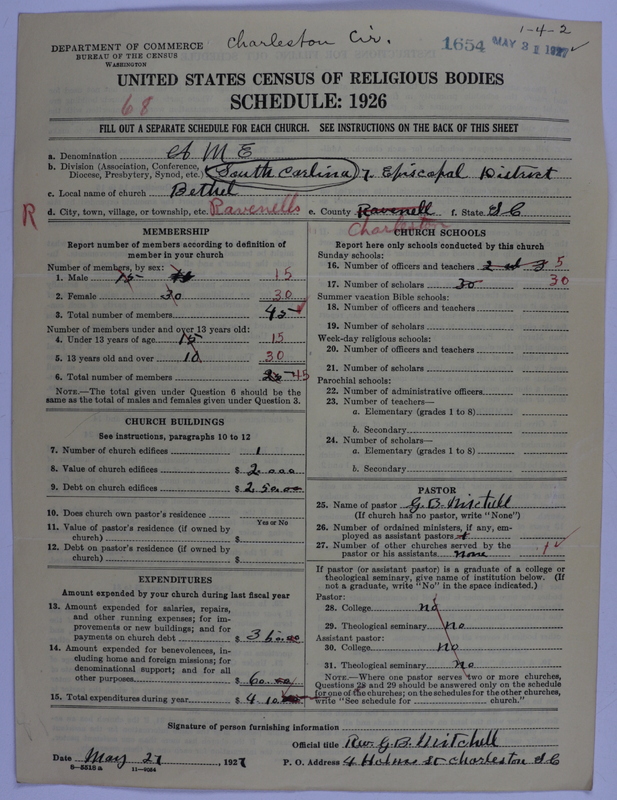 1-4-2
DEPARTMENT OF COMMERCE
BUREAU OF THE CENSUS
WASHINGTON
Charleston Cir.
1654 MAY 31 1927
UNITED STATES CENSUS OF RELIGIOUS BODIES
68
SCHEDULE: 1926
FILL OUT A SEPARATE SCHEDULE FOR EACH CHURCH. SEE INSTRUCTIONS ON THE BACK OF THIS SHEET
a. Denomination A M E
b. Division (Association, Conference, Diocese, Presbytery, Synod, etc.) South Carlina 7. Episcopal District
c. Local name of church Bethel
R d. City, town, village, or township, etc. Ravenells e. County Ravenell Charleston f. State S C
MEMBERSHIP
Report number of members according to definition of
member in your church
Number of members, by sex:
1. Male 15 15
2. Female 30 30
3. Total number of members 45
Number of members under and over 13 years old:
4. Under 13 years of age 15 15
5. 13 years old and over 10 30
6. Total number of members 25 45
NOTE.—The total given under Question 6 should be
same as the total of males and females given under Question 3.
CHURCH BUILDINGS
See instructions, paragraphs 10 to 12
7. Number of church edifices 1
8. Value of church edifices $ 2,000
9. Debt on church edifices $ 250.00
10. Does church own pastor's residence
Yes or No
11. Value of pastor's residence (if owned by
church) $
12. Debt on pastor's residence (if owned by
church) $
EXPENDITURES
Amount expended by your church during last fiscal year
13. Amount expended for salaries, repairs,
and other running expenses; for im-
provements or new buildings; and for
payments on church debt $ 350.00
14. Amount expended for benevolences, in-
cluding home and foreign missions; for
denominational support; and for all
other purposes $ 60.00
15. Total expenditures during year $ 410
CHURCH SCHOOLS
Report here only schools conducted by this church
Sunday schools:
16. Number of officers and teachers 5
17. Number of scholars 30 30
Summer vacation Bible schools:
18. Number of officers and teachers
19. Number of scholars
Week-day religious schools:
20. Number of officers and teachers
21. Number of scholars
Parochial schools:
22. Number of administrative officers
23. Number of teachers—
a. Elementary (grades 1 to 8)
b. Secondary
24. Number of scholars—
a. Elementary (grades 1 to 8)
b. Secondary
PASTOR
25. Name of pastor G. B. Mitchell
(If church has no pastor, write "None")
26. Number of ordained ministers, if any, em-
ployed as assistant pastors
27. Number of other churches served by the
pastor or his assistants none 1
If pastor (or assistant pastor) is a graduate of a college or
theological seminary, give name of institution below. (If
not a graduate, write "No" in the space indicated.)
Pastor:
28. College no
29. Theological seminary no
Assistant pastor:
30. College no
31. Theological seminary no
NOTE.—Where one pastor serves two or more churches,
Questions 28 and 29 should be answered only on the schedule
for one of the churches; on the schedules for the other churches,
write "See schedule for church."
Signature of person furnishing information
Official title Rev. G. B. Mitchell
Date May 27, 1927 P. O. Address 4 Holmes St Charleston S C
8-5518 a 11-9084